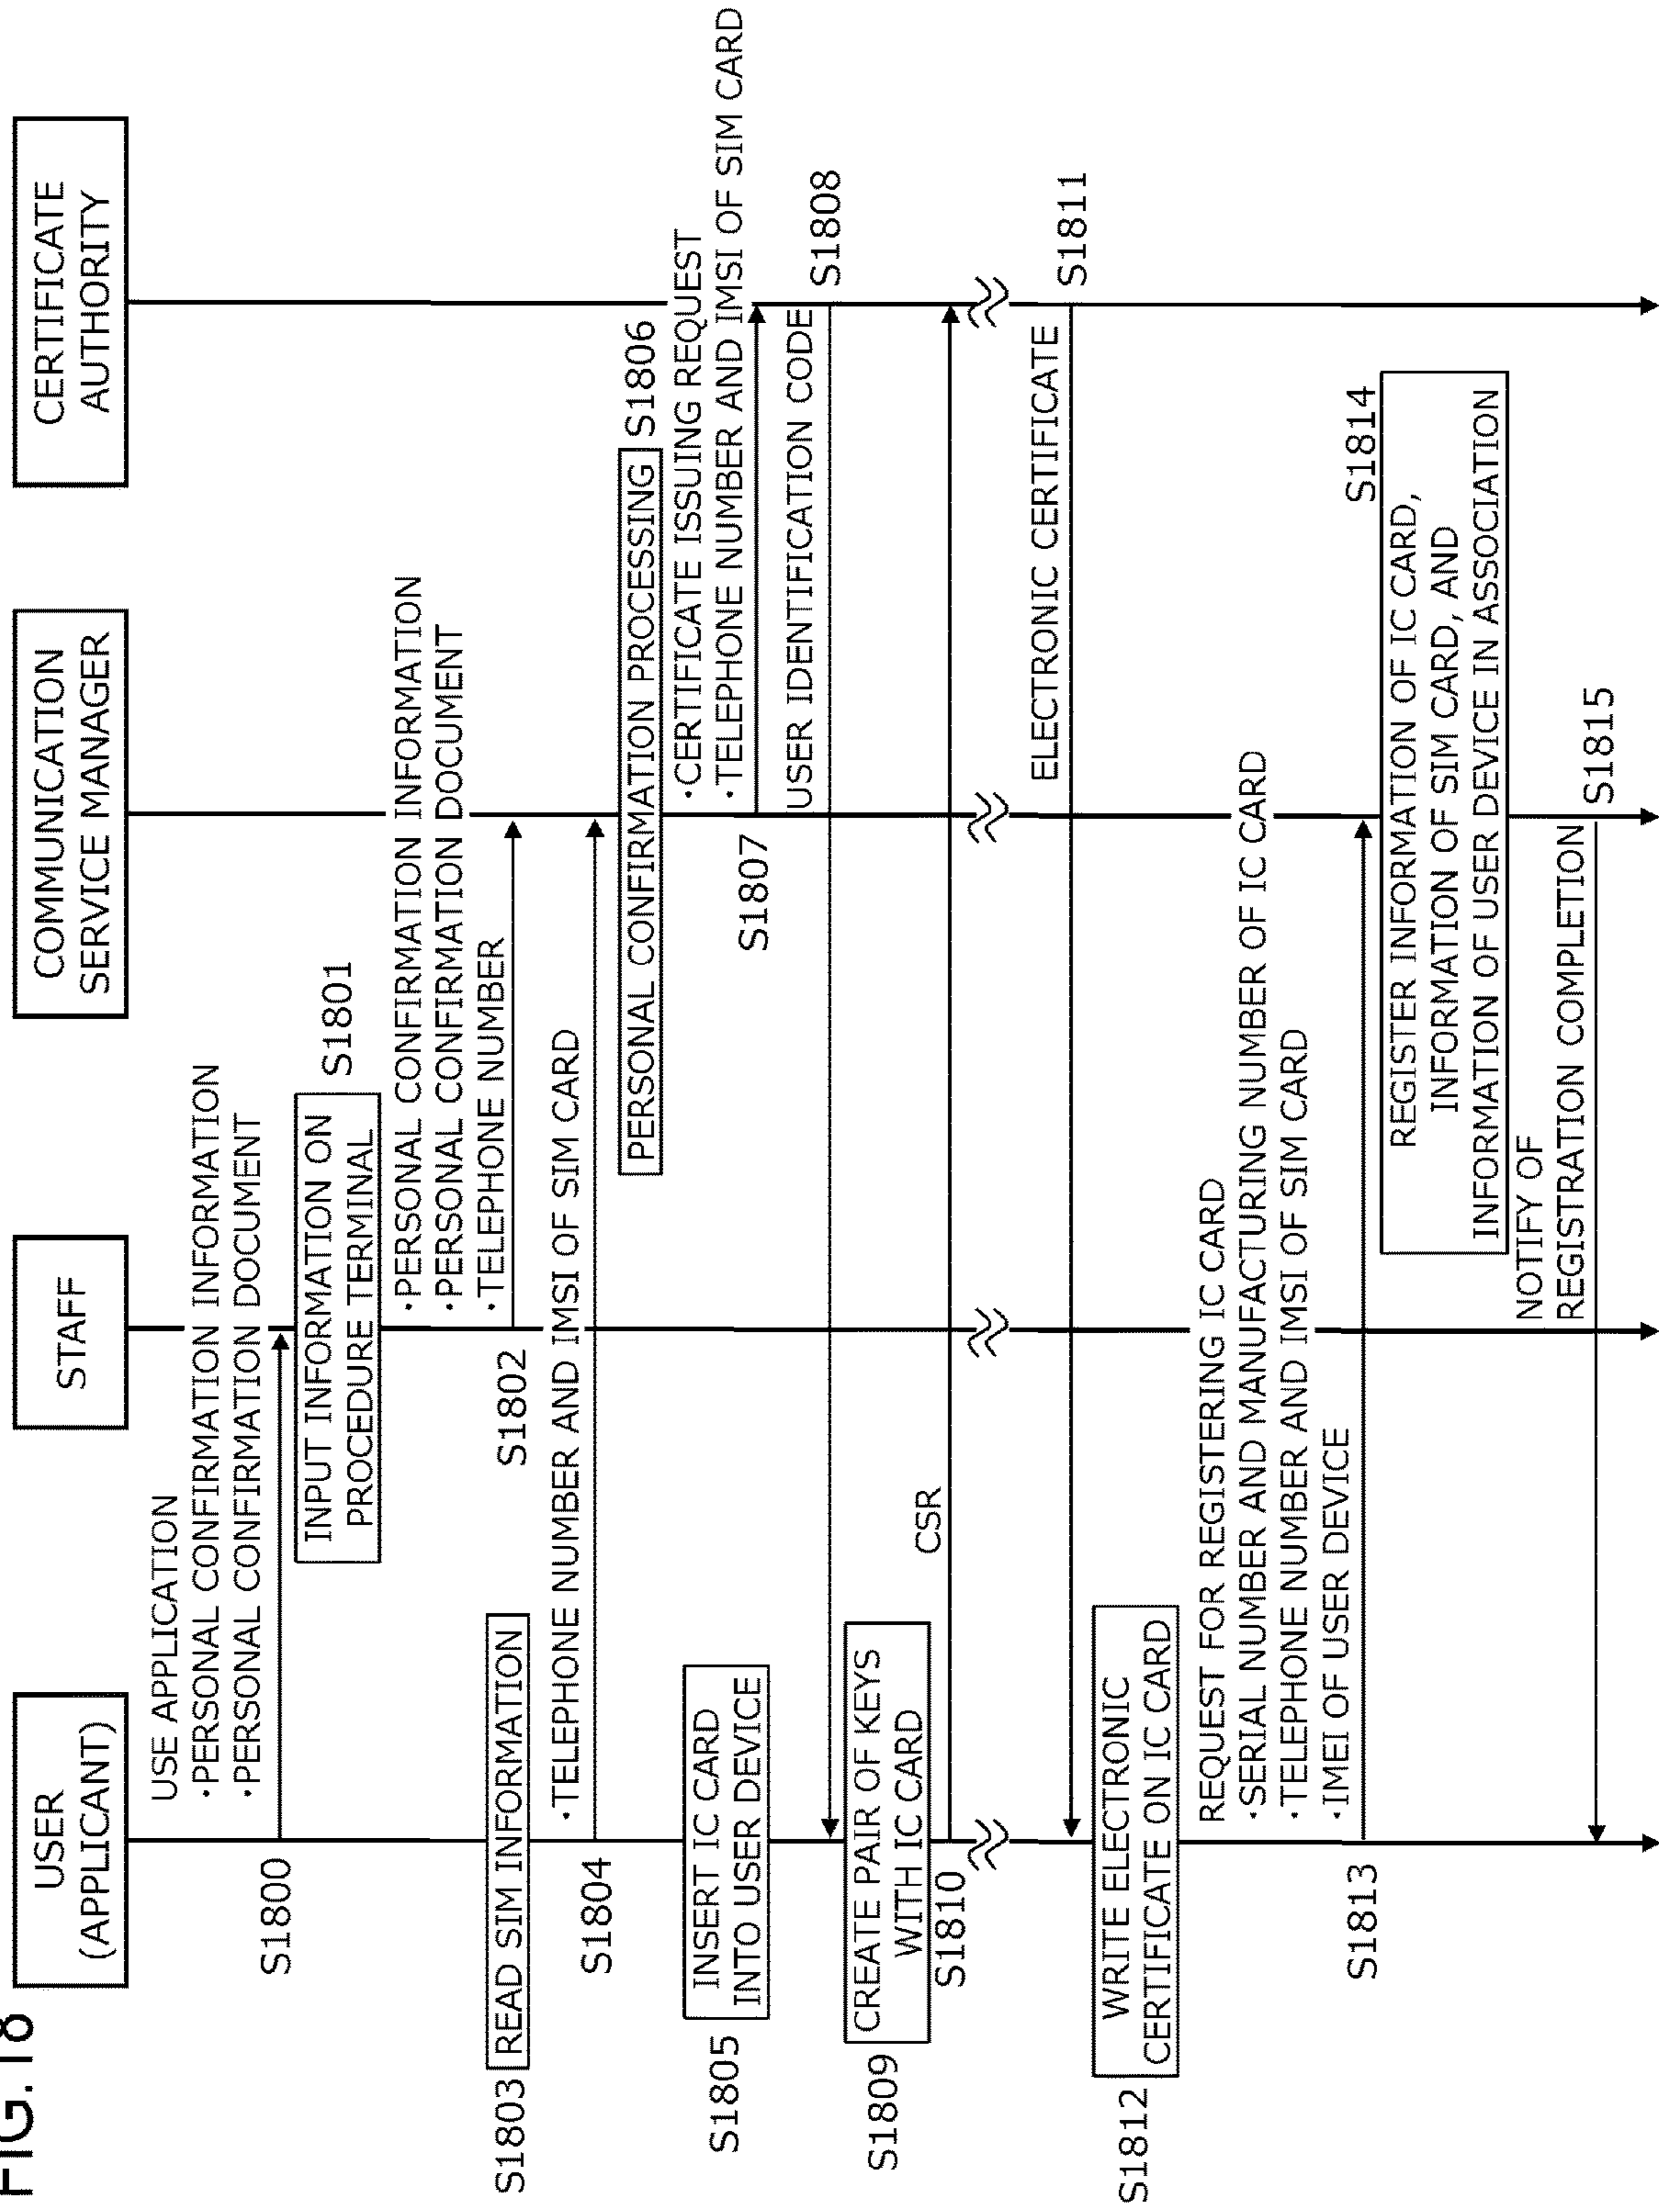 FIG. 18
USER
(APPLICANT)
STAFF
COMMUNICATION
SERVICE MANAGER
CERTIFICATE
AUTHORITY
USE APPLICATION
・PERSONAL CONFIRMATION INFORMATION
・PERSONAL CONFIRMATION DOCUMENT
S1800
INPUT INFORMATION ON
PROCEDURE TERMINAL
S1801
・PERSONAL CONFIRMATION INFORMATION
・PERSONAL CONFIRMATION DOCUMENT
・TELEPHONE NUMBER
S1802
S1803
READ SIM INFORMATION
・TELEPHONE NUMBER AND IMSI OF SIM CARD
S1804
PERSONAL CONFIRMATION PROCESSING
S1806
S1805
INSERT IC CARD
INTO USER DEVICE
・CERTIFICATE ISSUING REQUEST
・TELEPHONE NUMBER AND IMSI OF SIM CARD
S1807
USER IDENTIFICATION CODE
S1808
S1809
CREATE PAIR OF KEYS
WITH IC CARD
CSR
S1810
ELECTRONIC CERTIFICATE
S1811
S1812
WRITE ELECTRONIC
CERTIFICATE ON IC CARD
REQUEST FOR REGISTERING IC CARD
・SERIAL NUMBER AND MANUFACTURING NUMBER OF IC CARD
・TELEPHONE NUMBER AND IMSI OF SIM CARD
・IMEI OF USER DEVICE
S1813
S1814
REGISTER INFORMATION OF IC CARD,
INFORMATION OF SIM CARD, AND
INFORMATION OF USER DEVICE IN ASSOCIATION
NOTIFY OF
REGISTRATION COMPLETION
S1815